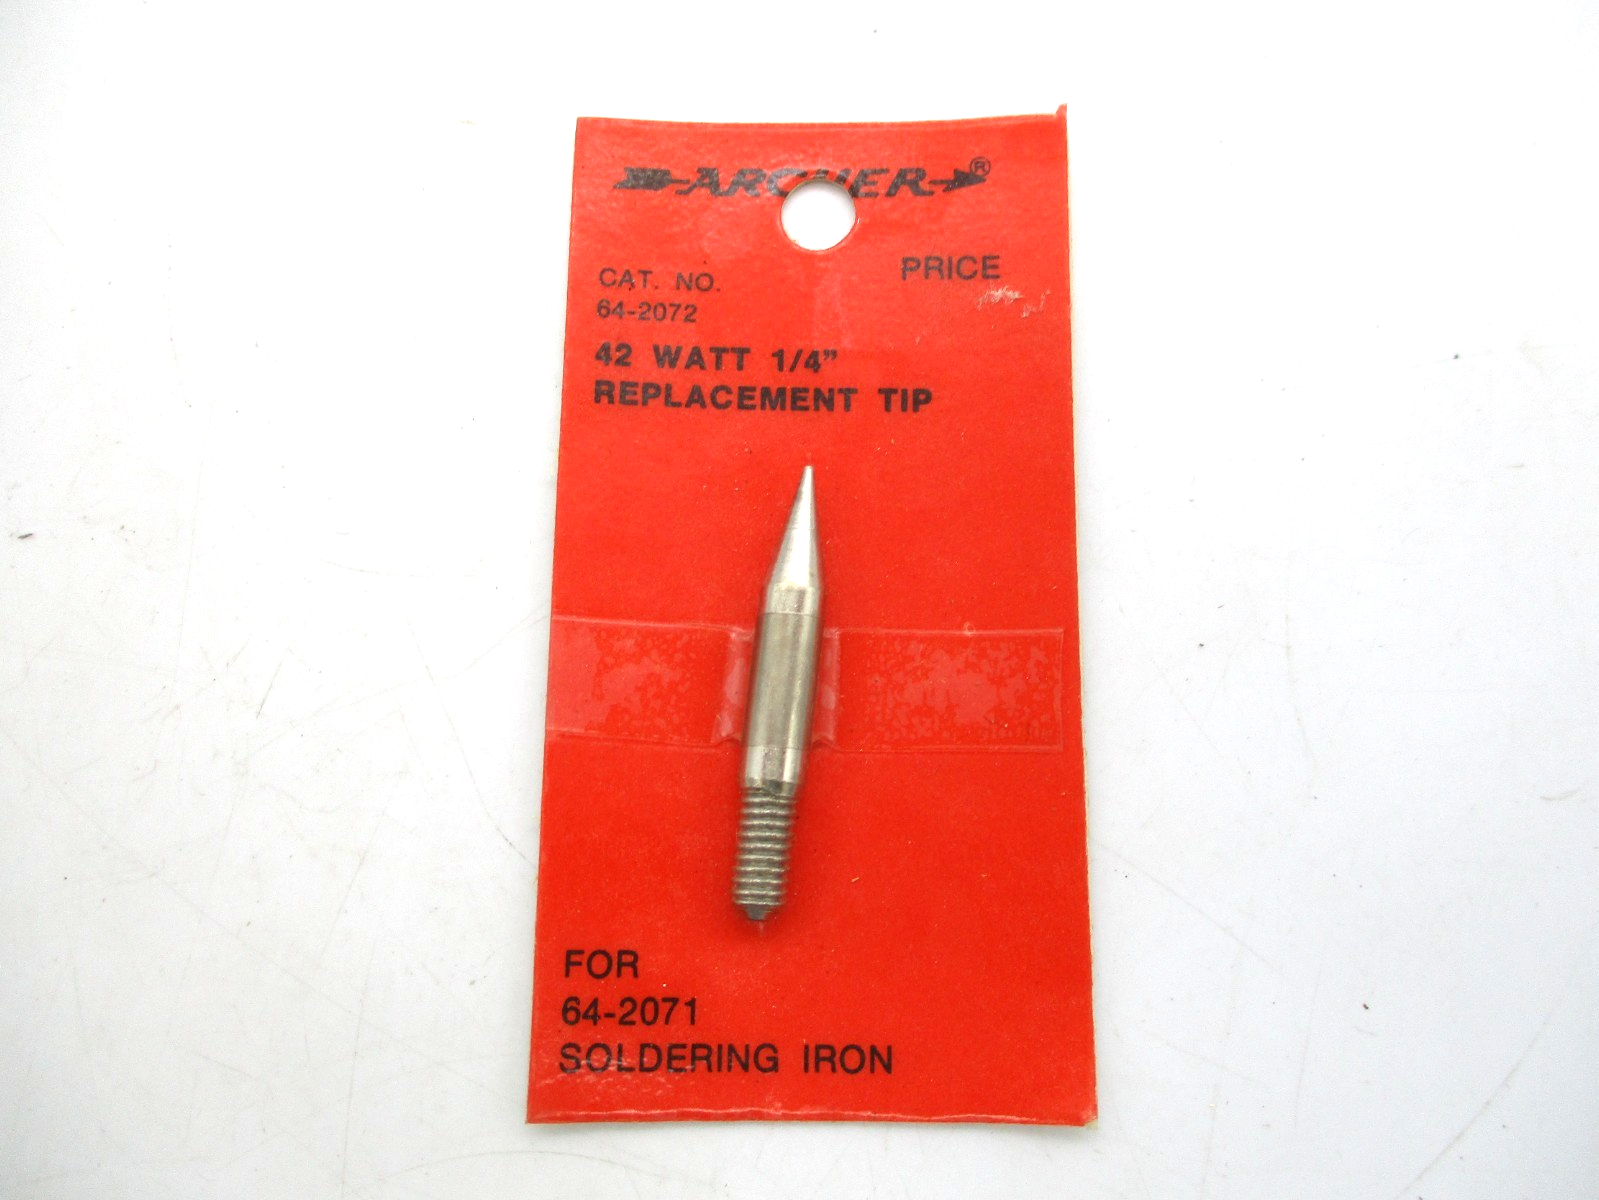 ARCHER®
PRICE
CAT. NO.
64-2072
42 WATT 1/4”
REPLACEMENT TIP
FOR
64-2071
SOLDERING IRON